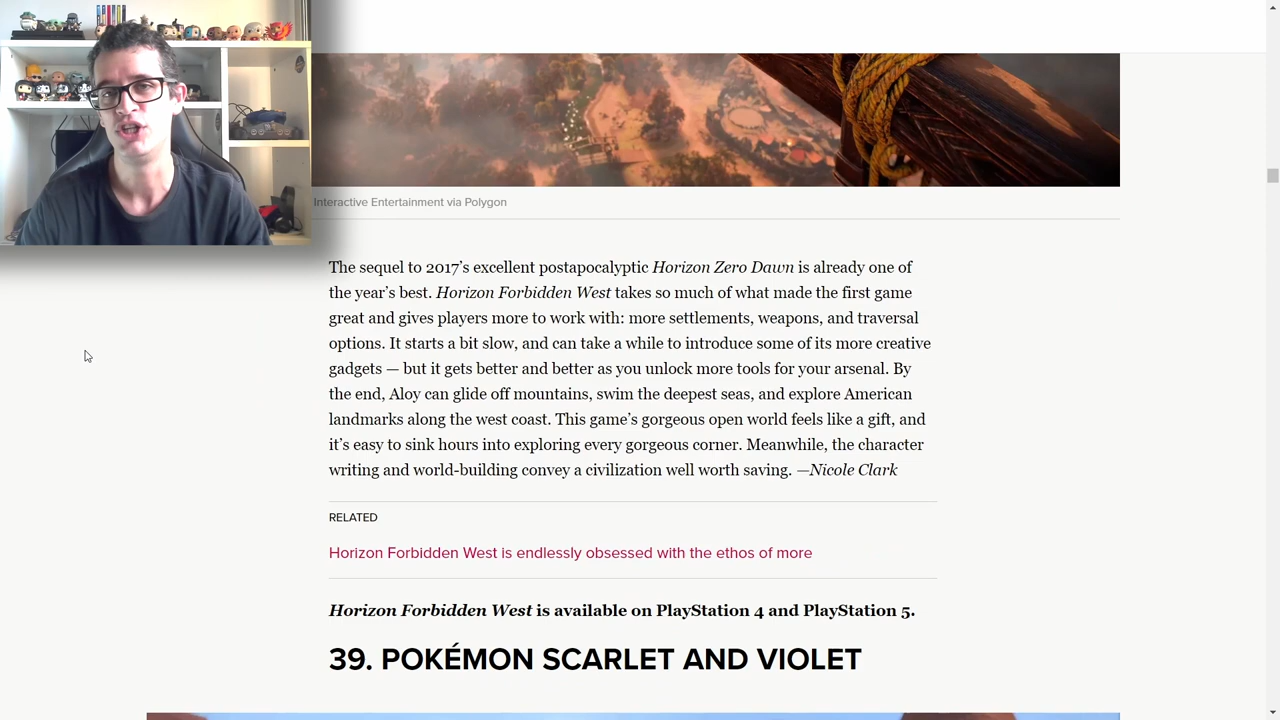 Interactive Entertainment via Polygon
The sequel to 2017’s excellent postapocalyptic Horizon Zero Dawn is already one of
the year’s best. Horizon Forbidden West takes so much of what made the first game
great and gives players more to work with: more settlements, weapons, and traversal
options. It starts a bit slow, and can take a while to introduce some of its more creative
gadgets — but it gets better and better as you unlock more tools for your arsenal. By
the end, Aloy can glide off mountains, swim the deepest seas, and explore American
landmarks along the west coast. This game’s gorgeous open world feels like a gift, and
it’s easy to sink hours into exploring every gorgeous corner. Meanwhile, the character
writing and world-building convey a civilization well worth saving. —Nicole Clark
RELATED
Horizon Forbidden West is endlessly obsessed with the ethos of more
Horizon Forbidden West is available on PlayStation 4 and PlayStation 5.
39. POKÉMON SCARLET AND VIOLET